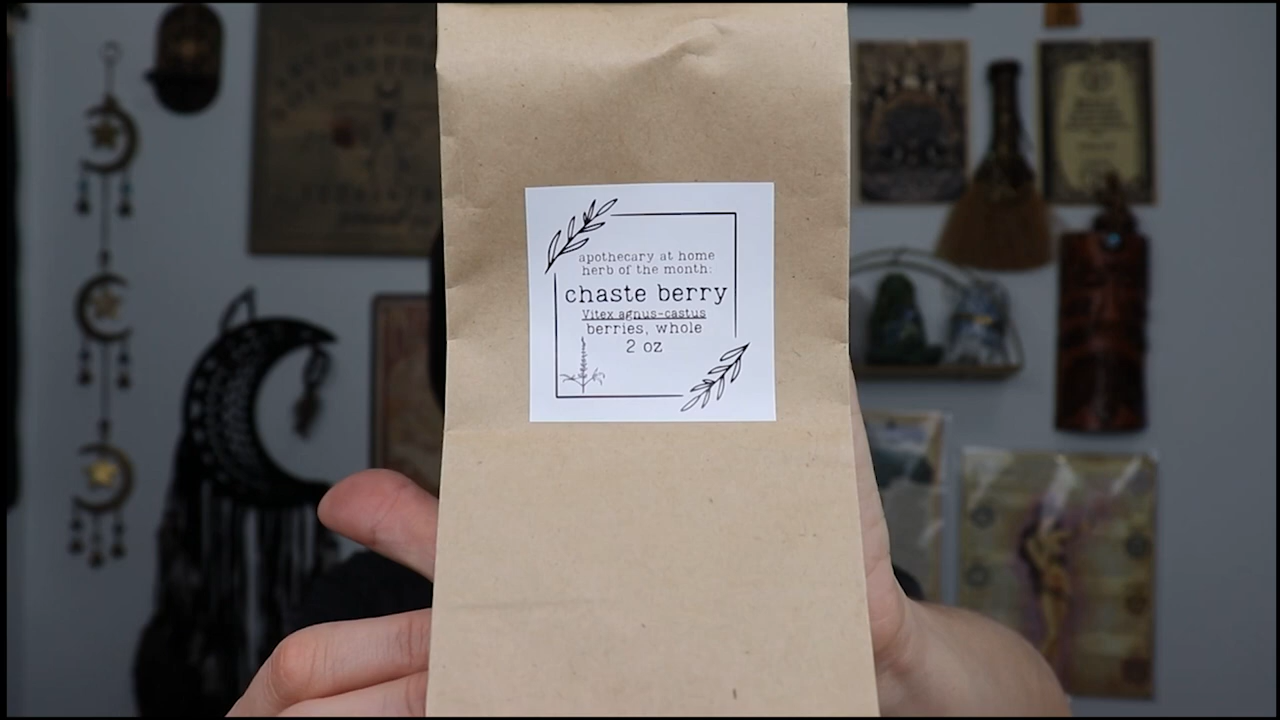 apothecary at home
herb of the month:
chaste berry
Vitex agnus-castus
berries, whole
2 oz